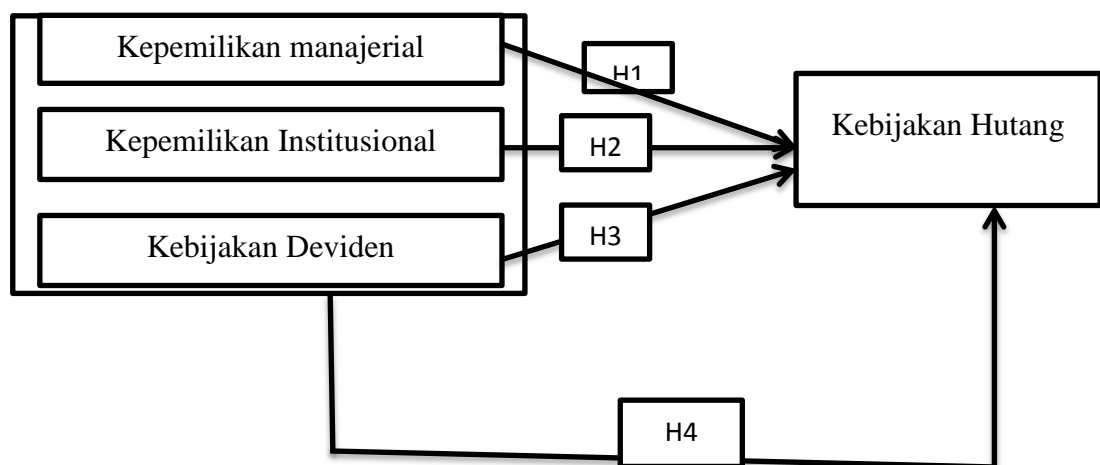 Kepemilikan manajerial
H1
Kepemilikan Institusional
H2
Kebijakan Hutang
Kebijakan Deviden
H3
H4